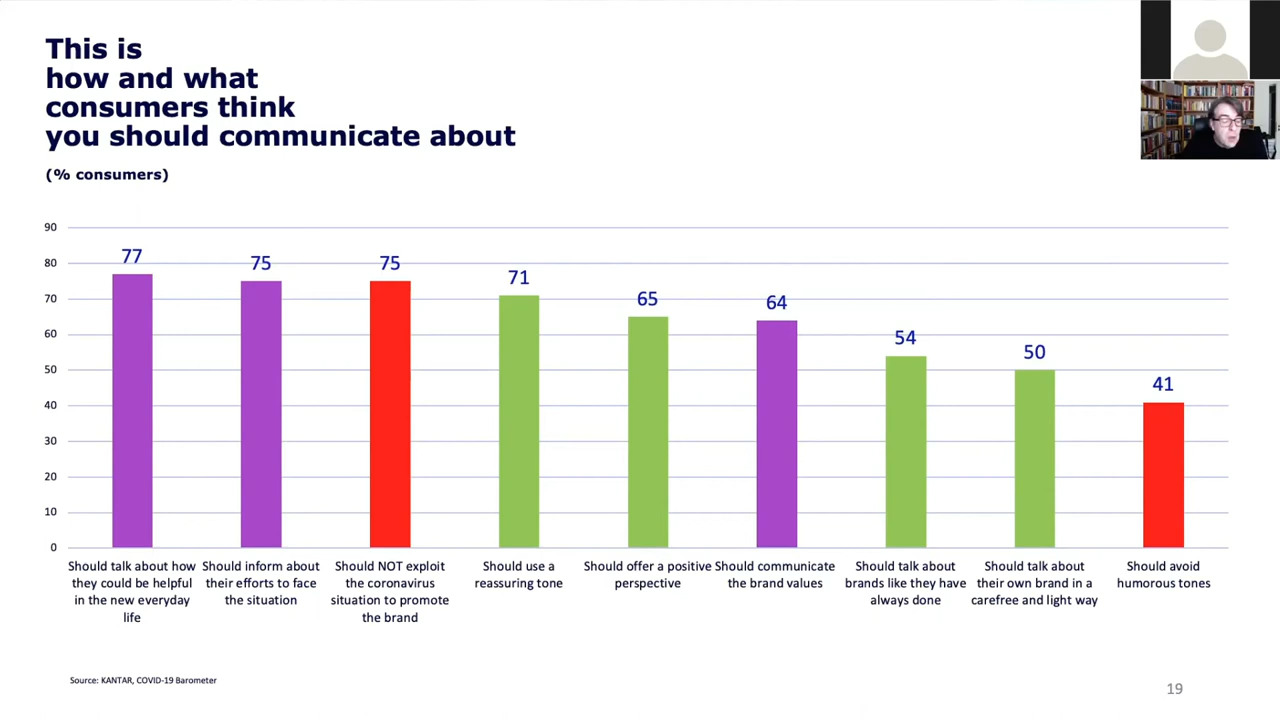 This is
how and what
consumers think
you should communicate about
(% consumers)
90
80
70
60
50
40
30
20
10
0
77
75
75
71
65
64
54
50
41
Should talk about how
they could be helpful
in the new everyday
life
Should inform about
their efforts to face
the situation
Should NOT exploit
the coronavirus
situation to promote
the brand
Should use a
reassuring tone
Should offer a positive
perspective
Should communicate
the brand values
Should talk about
brands like they have
always done
Should talk about
their own brand in a
carefree and light way
Should avoid
humorous tones
Source: KANTAR, COVID-19 Barometer
19